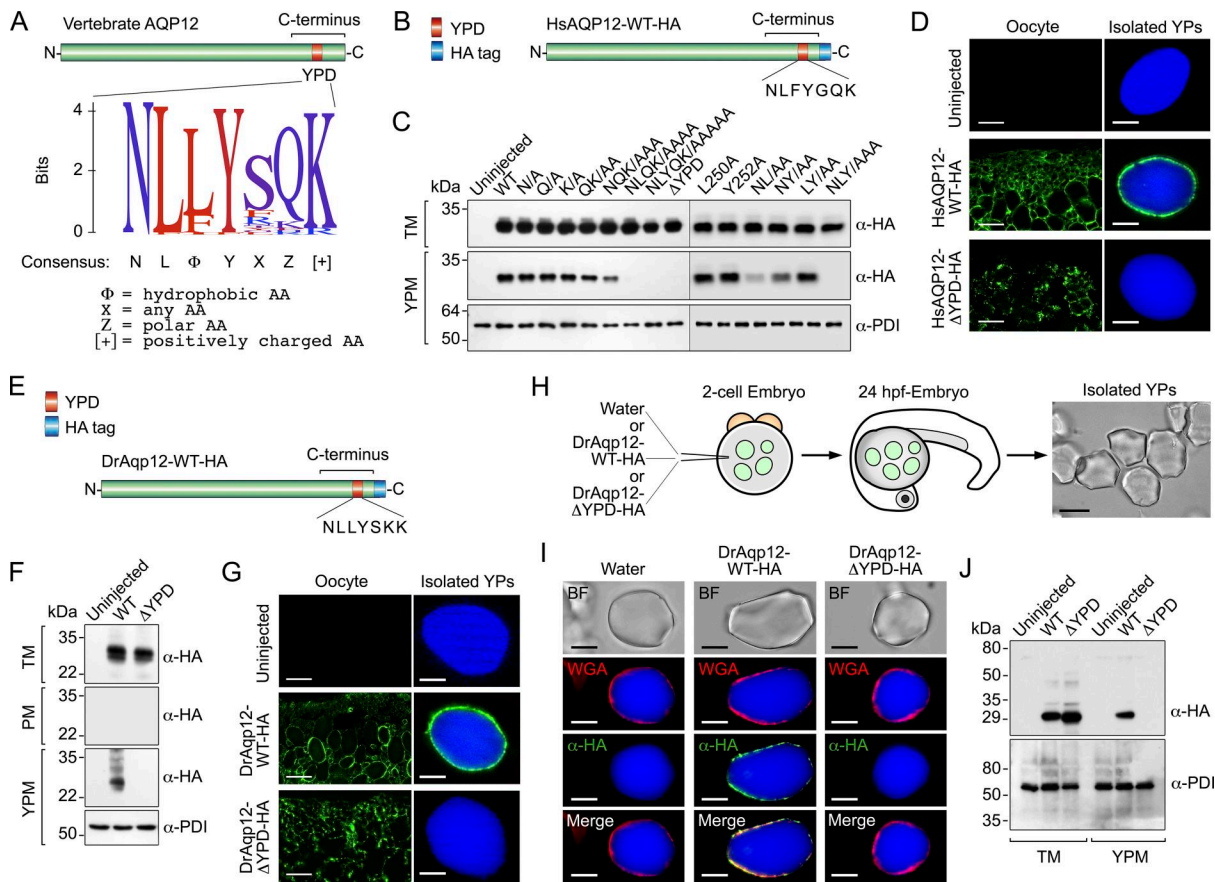 A
Vertebrate AQP12
C-terminus
N-
-C
YPD
Bits
4
2
0
NLLYSQK
Consensus: N L Φ Y X Z [+]
Φ = hydrophobic AA
X = any AA
Z = polar AA
[+] = positively charged AA
B
YPD
HA tag
HsAQP12-WT-HA
C-terminus
N-
-C
NLFYGQK
C
Uninjected
WT
N/A
Q/A
K/A
QK/AA
NQK/AAA
NLQK/AAAA
NLYQK/AAAAA
ΔYPD
L250A
Y252A
NL/AA
NY/AA
LY/AA
NLY/AAA
kDa
TM
35-
22-
α-HA
YPM
35-
22-
α-HA
64-
50-
α-PDI
D
Oocyte
Isolated YPs
Uninjected
HsAQP12-
WT-HA
HsAQP12-
ΔYPD-HA
E
YPD
HA tag
DrAqp12-WT-HA
C-terminus
N-
-C
NLLYSKK
F
Uninjected
WT
ΔYPD
kDa
TM
35-
22-
α-HA
PM
35-
22-
α-HA
YPM
35-
22-
α-HA
50-
α-PDI
G
Oocyte
Isolated YPs
Uninjected
DrAqp12-
WT-HA
DrAqp12-
ΔYPD-HA
H
2-cell Embryo
24 hpf-Embryo
Isolated YPs
Water
or
DrAqp12-
WT-HA
or
DrAqp12-
ΔYPD-HA
I
Water
DrAqp12-
WT-HA
DrAqp12-
ΔYPD-HA
BF
BF
BF
WGA
WGA
WGA
α-HA
α-HA
α-HA
Merge
Merge
Merge
J
Uninjected
WT
ΔYPD
Uninjected
WT
ΔYPD
kDa
80-
50-
35-
29-
α-HA
80-
50-
35-
α-PDI
TM
YPM